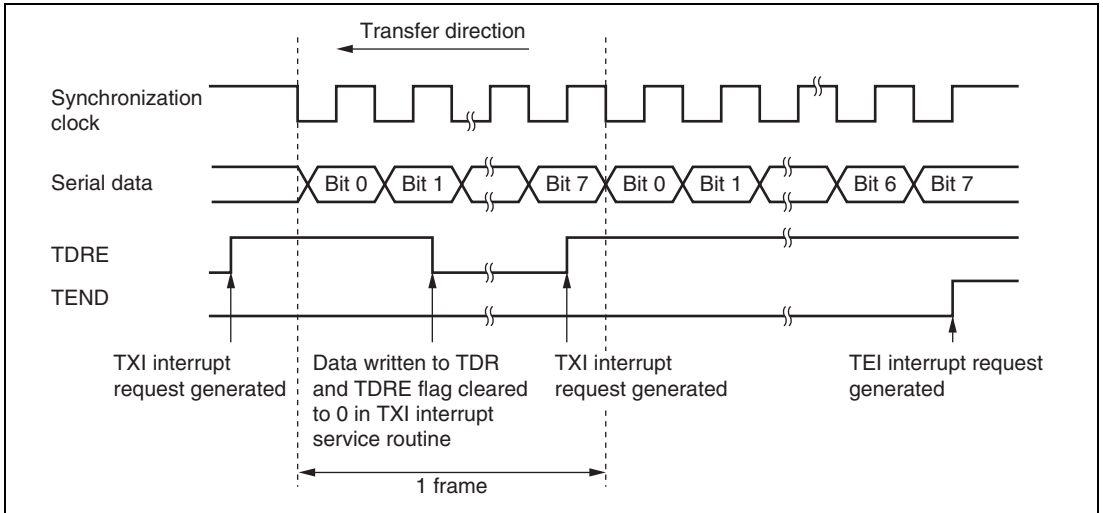 Transfer direction
Synchronization
clock
Serial data
Bit 0 Bit 1 Bit 7 Bit 0 Bit 1 Bit 6 Bit 7
TDRE
TEND
TXI interrupt
request generated
Data written to TDR
and TDRE flag cleared
to 0 in TXI interrupt
service routine
TXI interrupt
request generated
TEI interrupt request
generated
1 frame